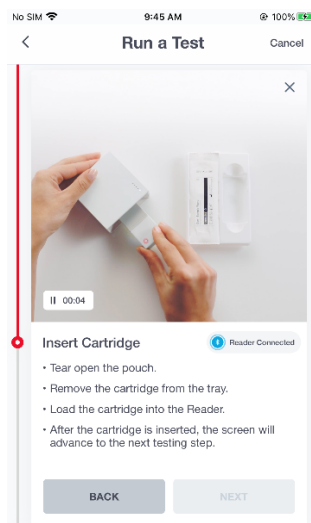 No SIM 9:45 AM 100%
Run a Test Cancel
00:04
Insert Cartridge Reader Connected
• Tear open the pouch.
• Remove the cartridge from the tray.
• Load the cartridge into the Reader.
• After the cartridge is inserted, the screen will
advance to the next testing step.
BACK NEXT